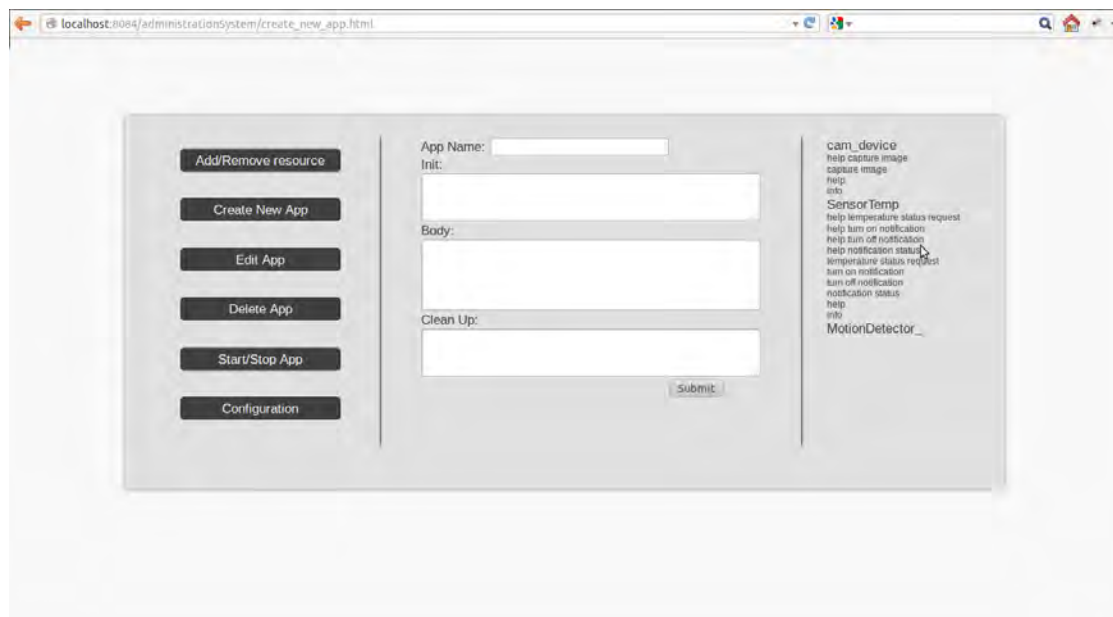 localhost:8084/administrationSystem/create_new_app.html
Add/Remove resource
Create New App
Edit App
Delete App
Start/Stop App
Configuration
App Name:
Init:
Body:
Clean Up:
Submit
cam_device
help capture image
capture image
help
info
SensorTemp
help temperature status request
help turn on notification
help turn off notification
help notification status
temperature status request
turn on notification
turn off notification
notification status
help
info
MotionDetector_